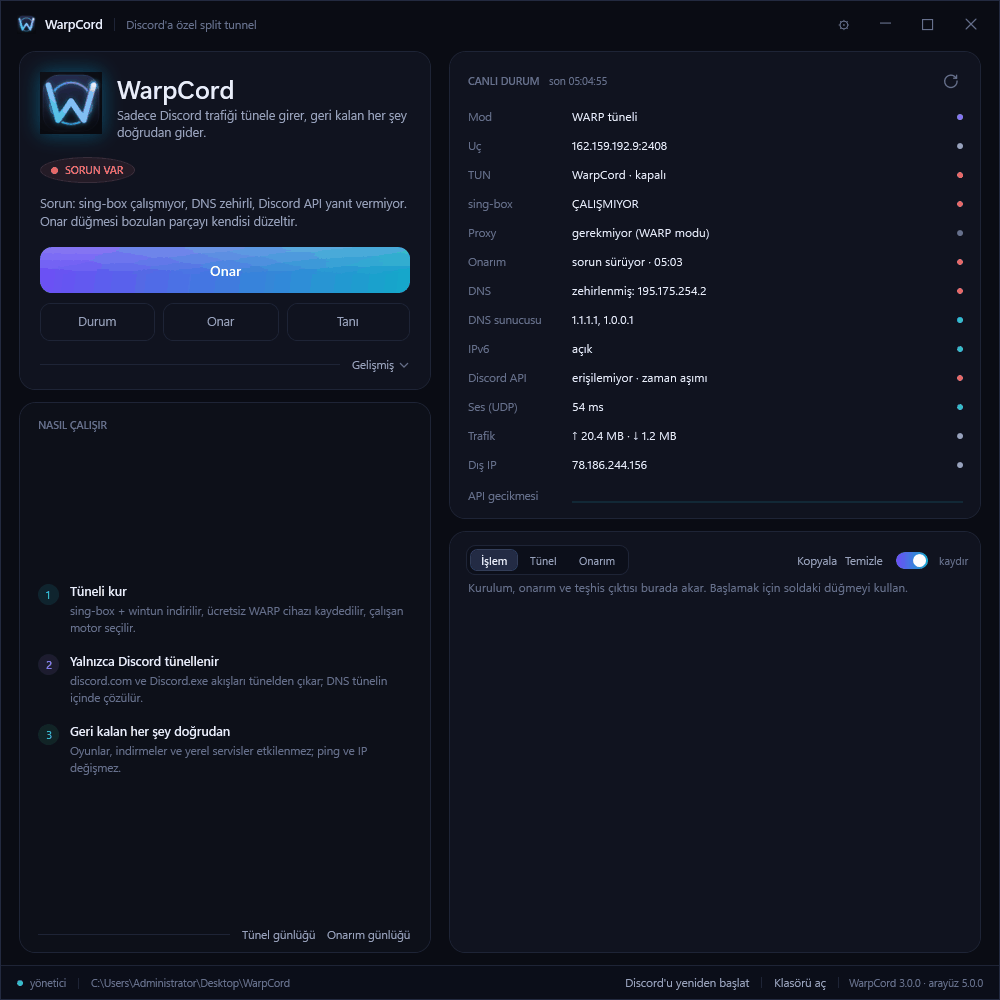 WarpCord
Discord'a özel split tunnel
WarpCord
Sadece Discord trafiği tünele girer, geri kalan her şey
doğrudan gider.
SORUN VAR
Sorun: sing-box çalışmıyor, DNS zehirli, Discord API yanıt vermiyor.
Onar düğmesi bozulan parçayı kendisi düzeltir.
Onar
Durum
Onar
Tanı
Gelişmiş
NASIL ÇALIŞIR
1 Tüneli kur
sing-box + wintun indirilir, ücretsiz WARP cihazı kaydedilir, çalışan
motor seçilir.
2 Yalnızca Discord tünellenir
discord.com ve Discord.exe akışları tünelden çıkar; DNS tünelin
içinde çözülür.
3 Geri kalan her şey doğrudan
Oyunlar, indirmeler ve yerel servisler etkilenmez; ping ve IP
değişmez.
Tünel günlüğü Onarım günlüğü
CANLI DURUM son 05:04:55
Mod WARP tüneli
Uç 162.159.192.9:2408
TUN WarpCord · kapalı
sing-box ÇALIŞMIYOR
Proxy gerekmiyor (WARP modu)
Onarım sorun sürüyor · 05:03
DNS zehirlenmiş: 195.175.254.2
DNS sunucusu 1.1.1.1, 1.0.0.1
IPv6 açık
Discord API erişilemiyor · zaman aşımı
Ses (UDP) 54 ms
Trafik ↑ 20.4 MB · ↓ 1.2 MB
Dış IP 78.186.244.156
API gecikmesi
İşlem Tünel Onarım Kopyala Temizle kaydır
Kurulum, onarım ve teşhis çıktısı burada akar. Başlamak için soldaki düğmeyi kullan.
yönetici C:\Users\Administrator\Desktop\WarpCord Discord'u yeniden başlat Klasörü aç WarpCord 3.0.0 · arayüz 5.0.0